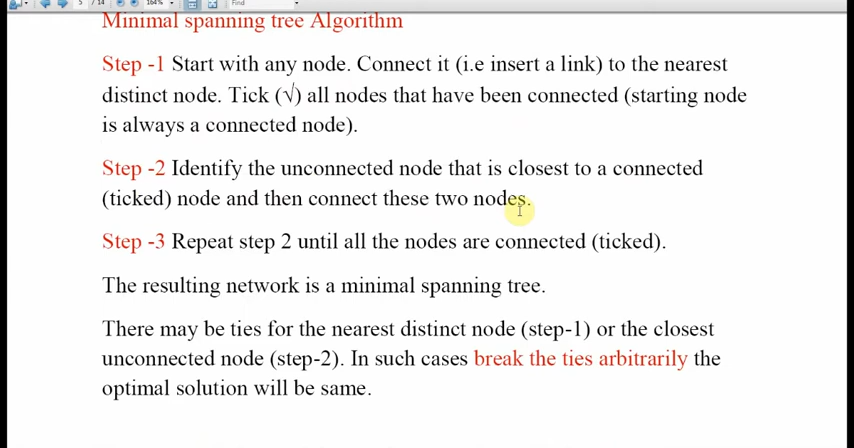 5 / 14 164% Find
Minimal spanning tree Algorithm
Step -1 Start with any node. Connect it (i.e insert a link) to the nearest
distinct node. Tick (√) all nodes that have been connected (starting node
is always a connected node).
Step -2 Identify the unconnected node that is closest to a connected
(ticked) node and then connect these two nodes.
Step -3 Repeat step 2 until all the nodes are connected (ticked).
The resulting network is a minimal spanning tree.
There may be ties for the nearest distinct node (step-1) or the closest
unconnected node (step-2). In such cases break the ties arbitrarily the
optimal solution will be same.